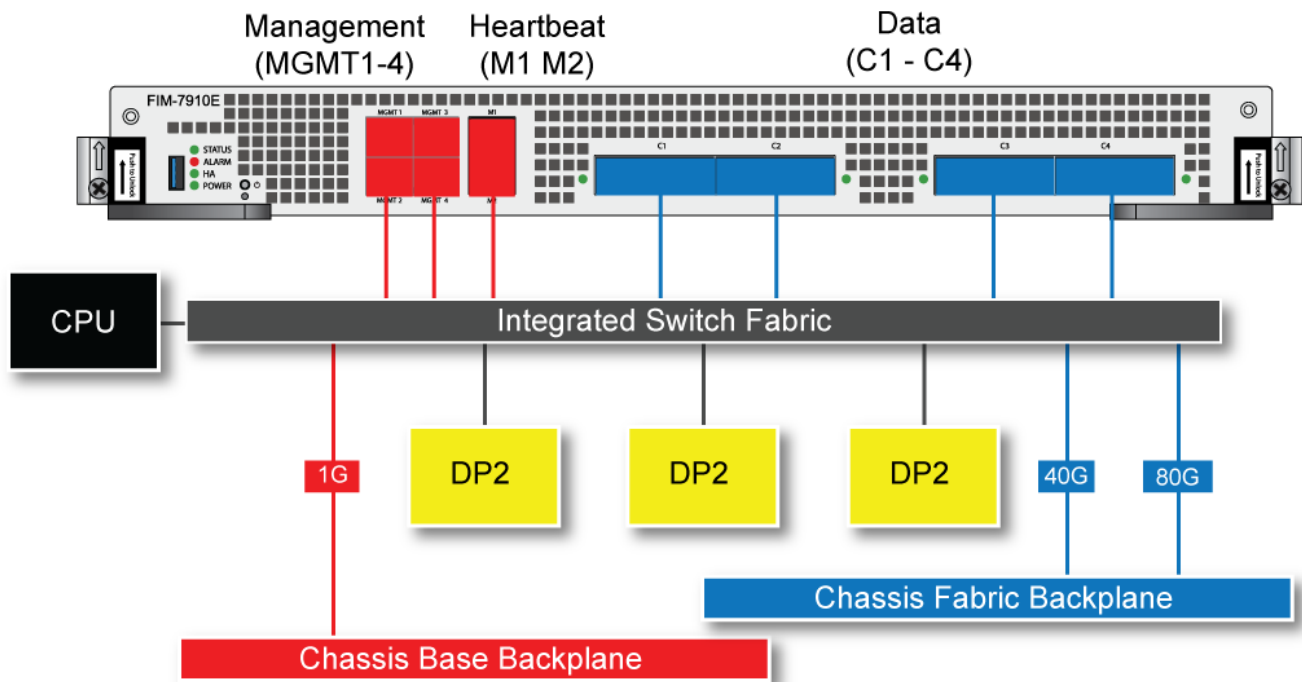 Management
(MGMT1-4)
Heartbeat
(M1 M2)
Data
(C1 - C4)
FIM-7910E
MGMT 1
MGMT 3
M1
C1
C2
C3
C4
STATUS
ALARM
HA
POWER
Push to Unlock
Push to Unlock
MGMT 2
MGMT 4
M2
CPU
Integrated Switch Fabric
1G
DP2
DP2
DP2
40G
80G
Chassis Fabric Backplane
Chassis Base Backplane